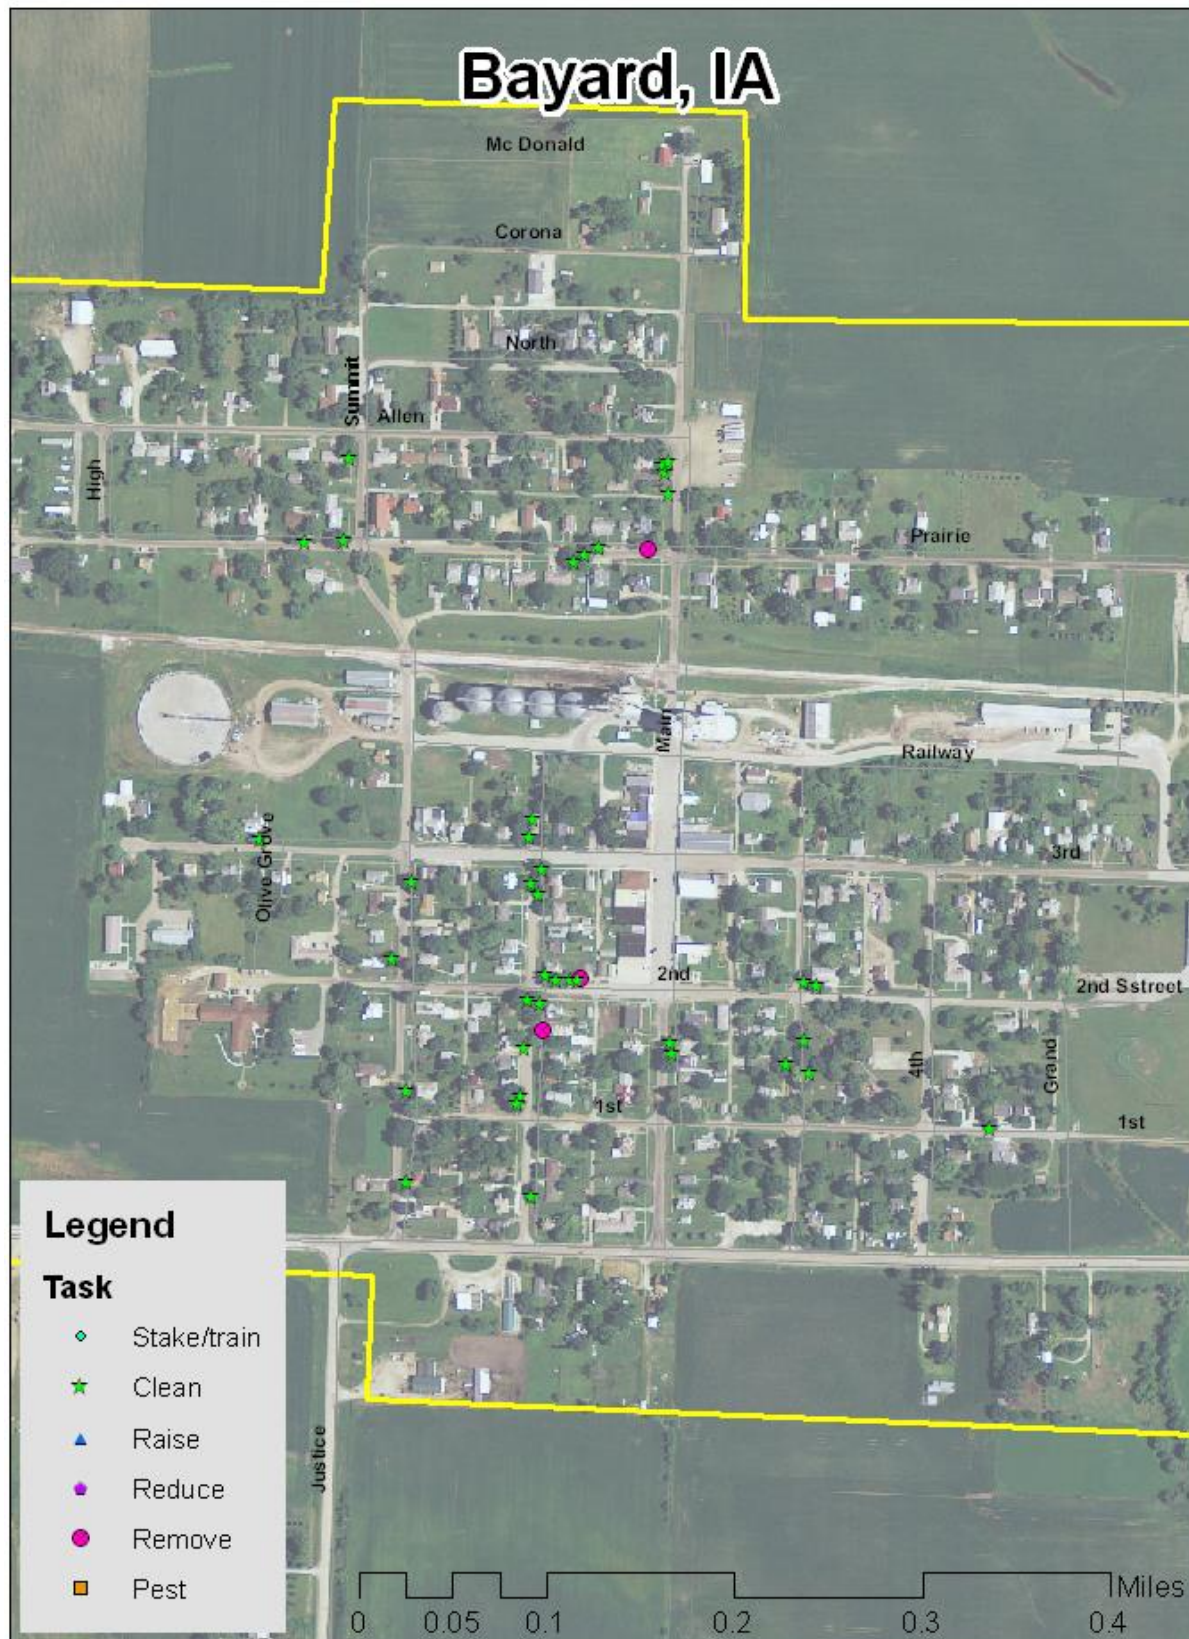 Bayard, IA
Mc Donald
Corona
North
Summit
Allen
High
Prairie
Main
Railway
Olive Grove
3rd
2nd
2nd Sstreet
4th
Grand
1st
1st
Legend
Task
Stake/train
Clean
Raise
Reduce
Remove
Pest
Justice
Miles
0 0.05 0.1 0.2 0.3 0.4